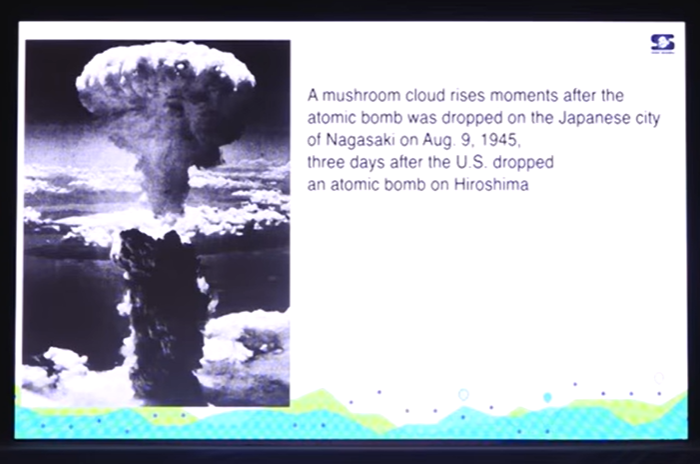 A mushroom cloud rises moments after the
atomic bomb was dropped on the Japanese city
of Nagasaki on Aug. 9, 1945,
three days after the U.S. dropped
an atomic bomb on Hiroshima